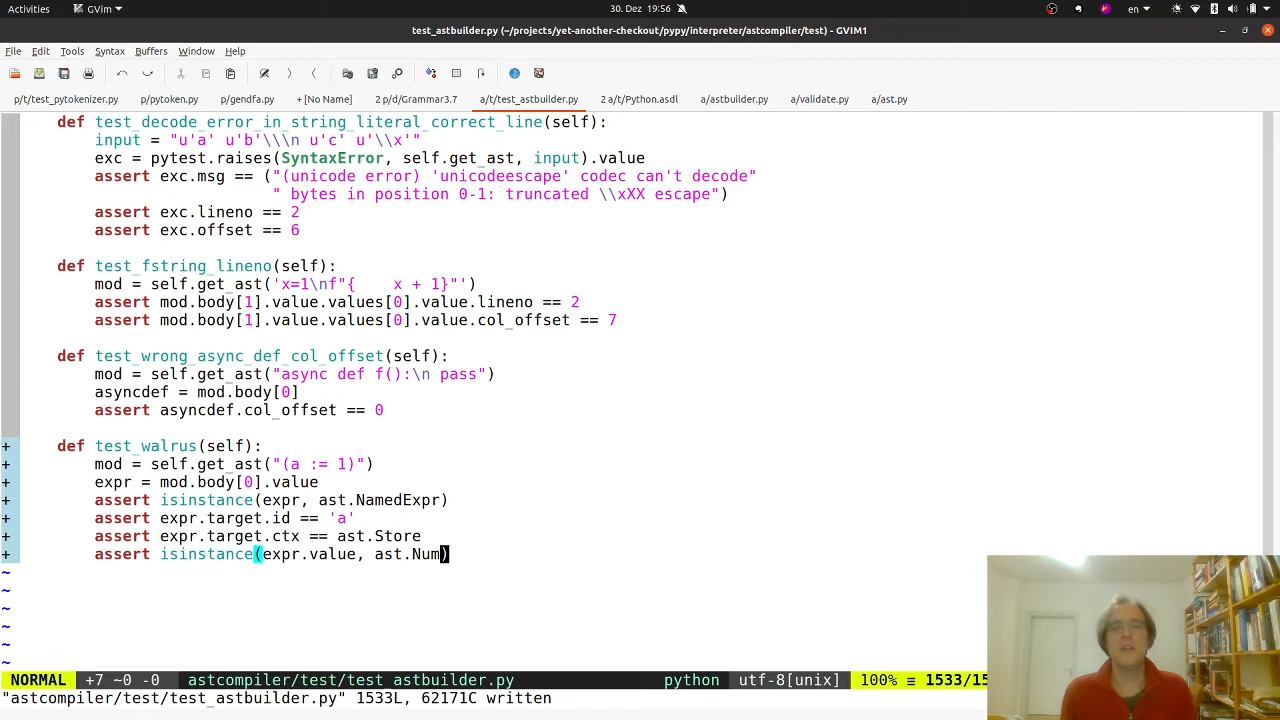 Activities GVim 30. Dez 19:56 en
test_astbuilder.py (~/projects/yet-another-checkout/pypy/interpreter/astcompiler/test) - GVIM1
File Edit Tools Syntax Buffers Window Help
p/t/test_pytokenizer.py p/pytoken.py p/gendfa.py + [No Name] 2 p/d/Grammar3.7 a/t/test_astbuilder.py 2 a/t/Python.asdl a/astbuilder.py a/validate.py a/ast.py
def test_decode_error_in_string_literal_correct_line(self):
input = "u'a' u'b'\\\n u'c' u'\\x'"
exc = pytest.raises(SyntaxError, self.get_ast, input).value
assert exc.msg == ("(unicode error) 'unicodeescape' codec can't decode"
" bytes in position 0-1: truncated \\xXX escape")
assert exc.lineno == 2
assert exc.offset == 6
def test_fstring_lineno(self):
mod = self.get_ast('x=1\nf"{    x + 1}"')
assert mod.body[1].value.values[0].value.lineno == 2
assert mod.body[1].value.values[0].value.col_offset == 7
def test_wrong_async_def_col_offset(self):
mod = self.get_ast("async def f():\n pass")
asyncdef = mod.body[0]
assert asyncdef.col_offset == 0
+ def test_walrus(self):
+ mod = self.get_ast("(a := 1)")
+ expr = mod.body[0].value
+ assert isinstance(expr, ast.NamedExpr)
+ assert expr.target.id == 'a'
+ assert expr.target.ctx == ast.Store
+ assert isinstance(expr.value, ast.Num)
~
~
~
~
~
~
NORMAL +7 ~0 -0 astcompiler/test/test_astbuilder.py python utf-8[unix] 100% ≡ 1533/15
"astcompiler/test/test_astbuilder.py" 1533L, 62171C written